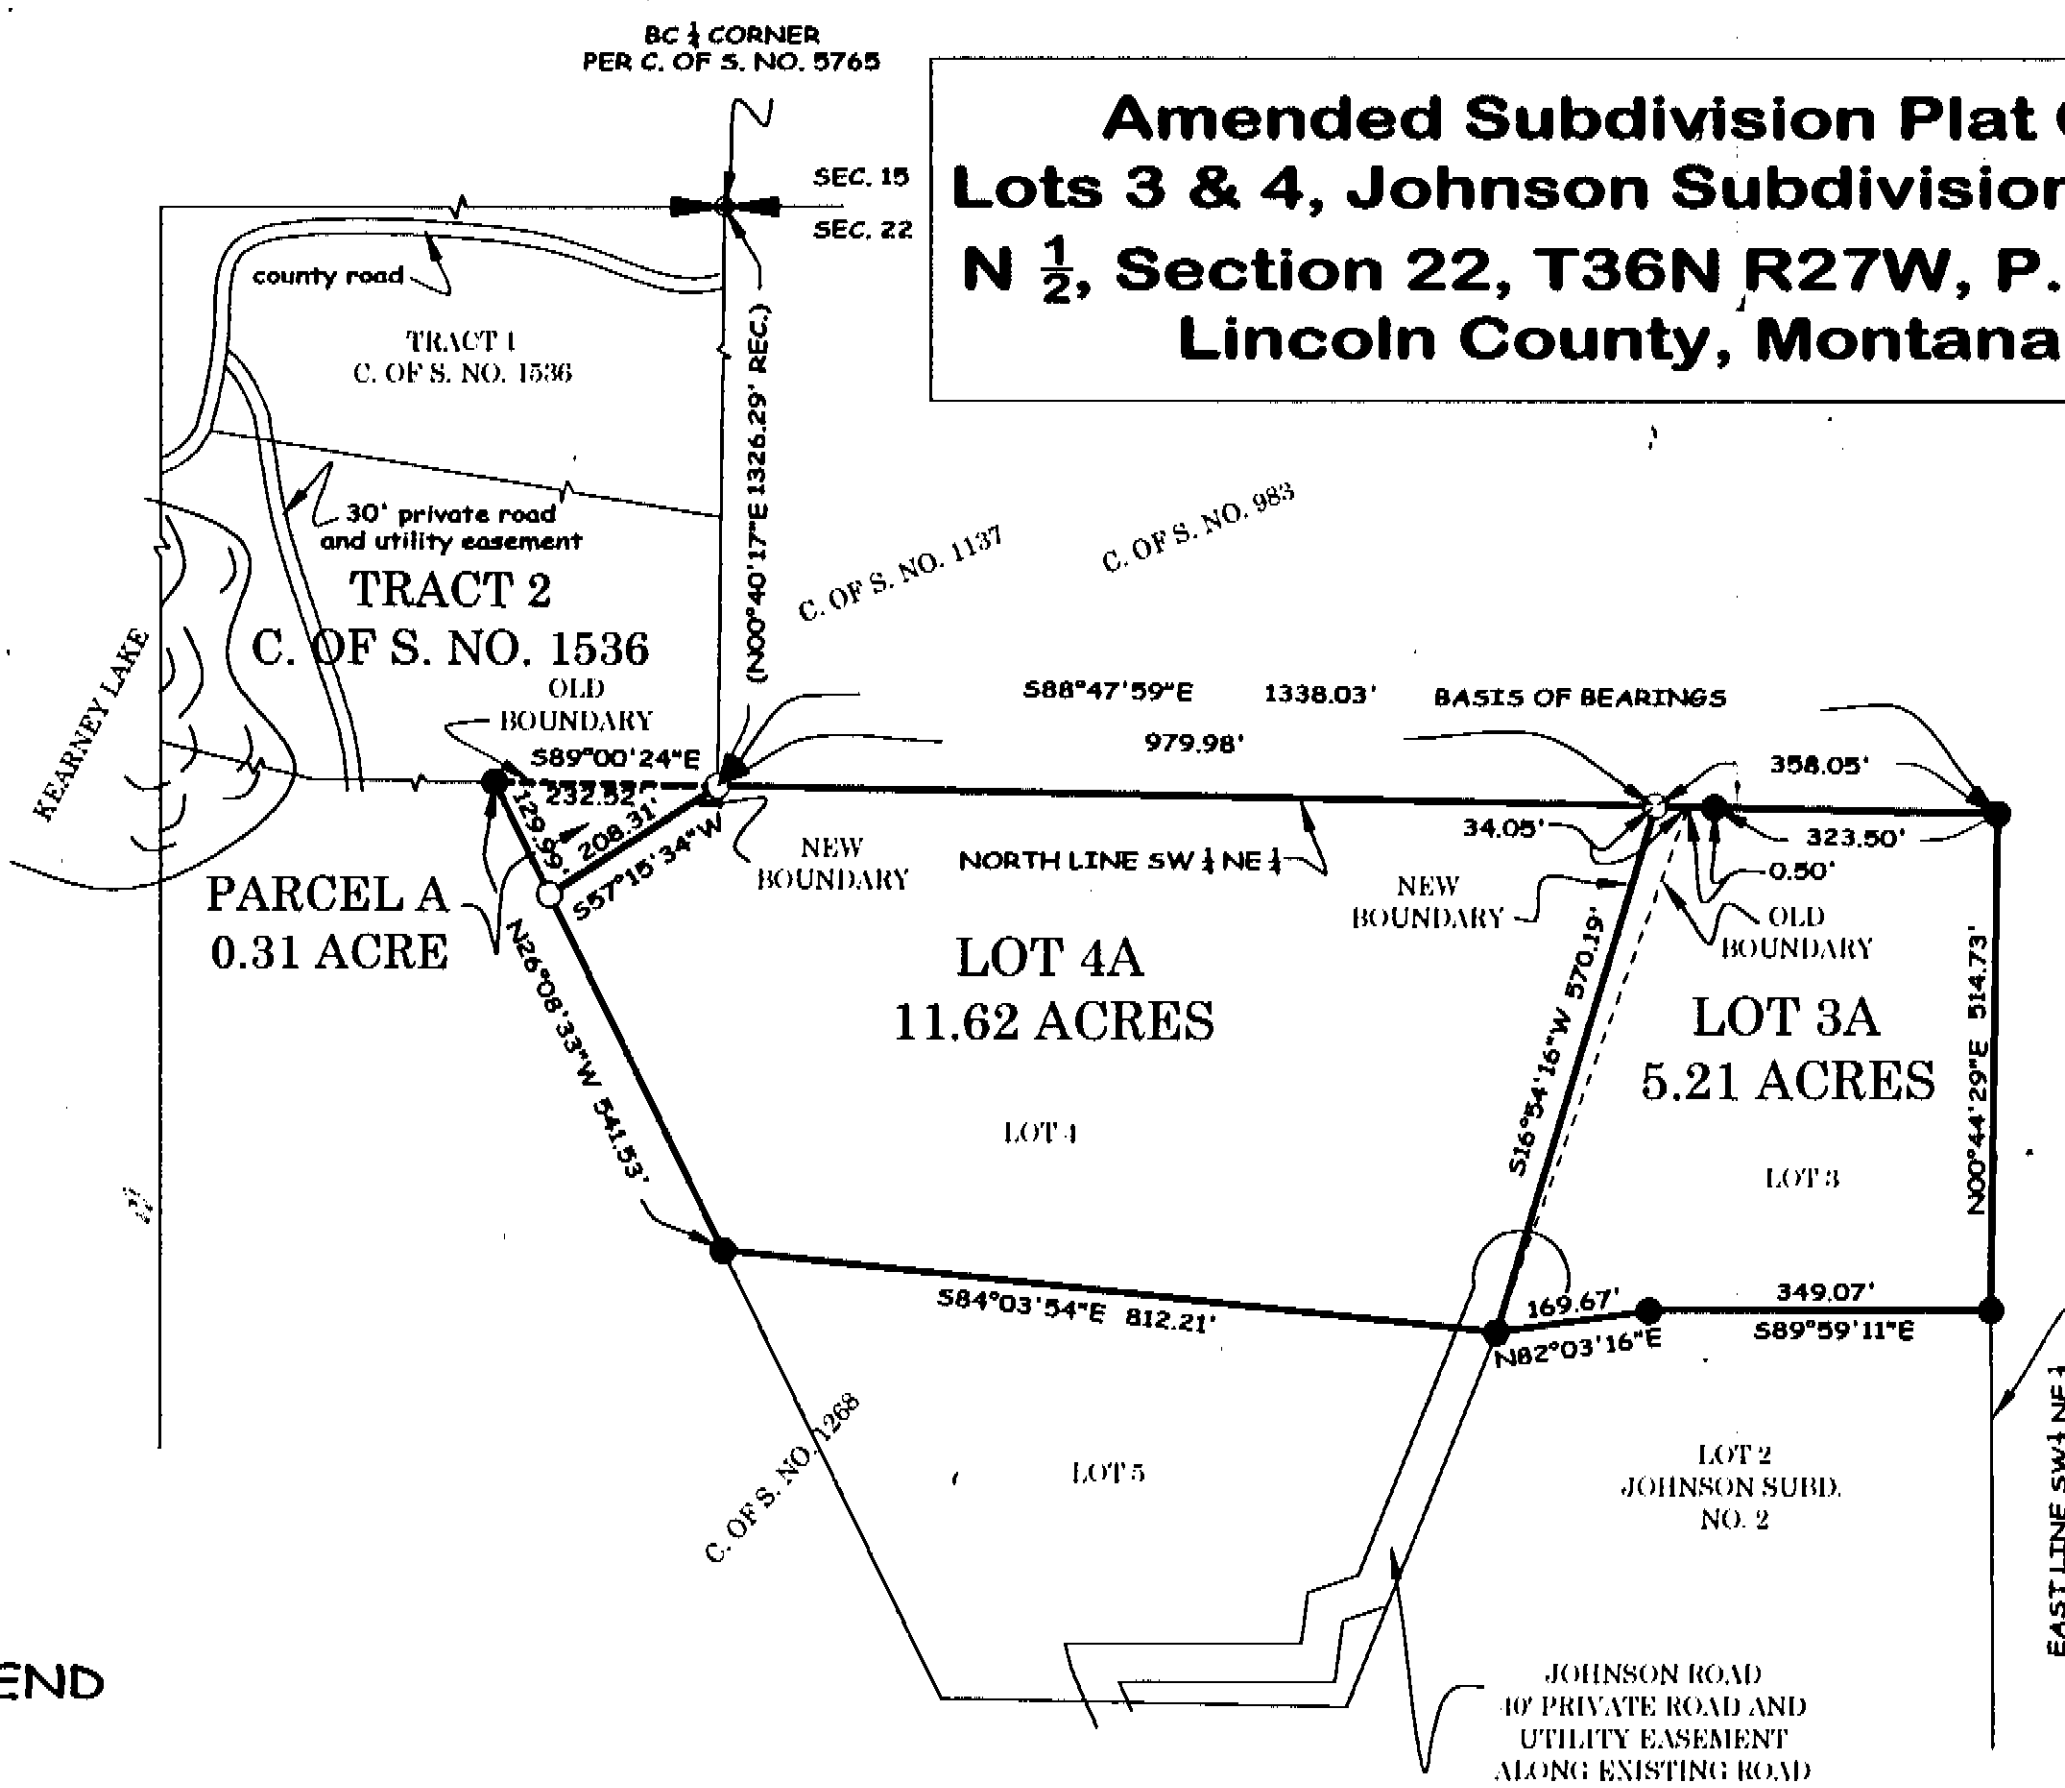 BC ¼ CORNER
PER C. OF S. NO. 5765
Amended Subdivision Plat
Lots 3 & 4, Johnson Subdivision
N ½, Section 22, T36N R27W, P.
Lincoln County, Montana
SEC. 15
SEC. 22
county road
TRACT 1
C. OF S. NO. 1536
(N00°40'17"E 1326.29' REC.)
30' private road
and utility easement
TRACT 2
C. OF S. NO. 1536
C. OF S. NO. 1137
C. OF S. NO. 983
KEARNEY LAKE
OLD
BOUNDARY
S89°00'24"E
232.52'
129.99'
208.31'
S57°15'34"W
S88°47'59"E 1338.03' BASIS OF BEARINGS
979.98'
358.05'
34.05'
323.50'
0.50'
NEW
BOUNDARY
NORTH LINE SW ¼ NE ¼
NEW
BOUNDARY
OLD
BOUNDARY
PARCEL A
0.31 ACRE
N26°08'33"W 541.53'
LOT 4A
11.62 ACRES
S16°54'16"W 570.19'
LOT 3A
5.21 ACRES
N00°44'29"E 514.73'
LOT 4
LOT 3
S84°03'54"E 812.21'
169.67'
N82°03'16"E
349.07'
S89°59'11"E
C. OF S. NO. 1268
LOT 5
LOT 2
JOHNSON SUBD.
NO. 2
EAST LINE SW¼ NE ¼
END
JOHNSON ROAD
40' PRIVATE ROAD AND
UTILITY EASEMENT
ALONG EXISTING ROAD